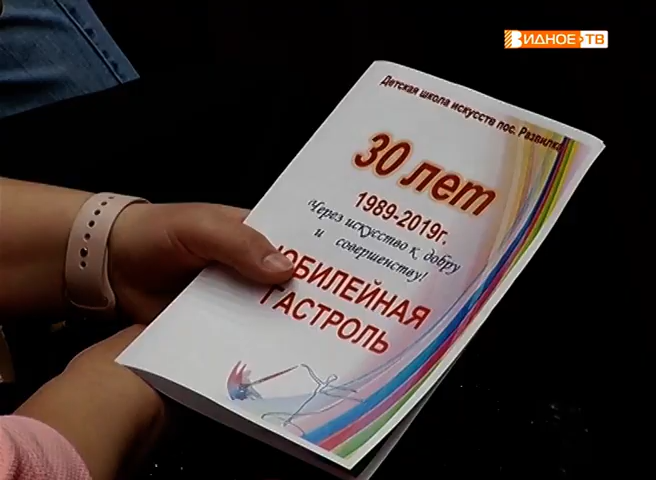 ВИДНОЕ-ТВ
Детская школа искусств пос. Развилка
30 лет
1989-2019г.
Через искусство к добру
и совершенству!
ЮБИЛЕЙНАЯ
ГАСТРОЛЬ